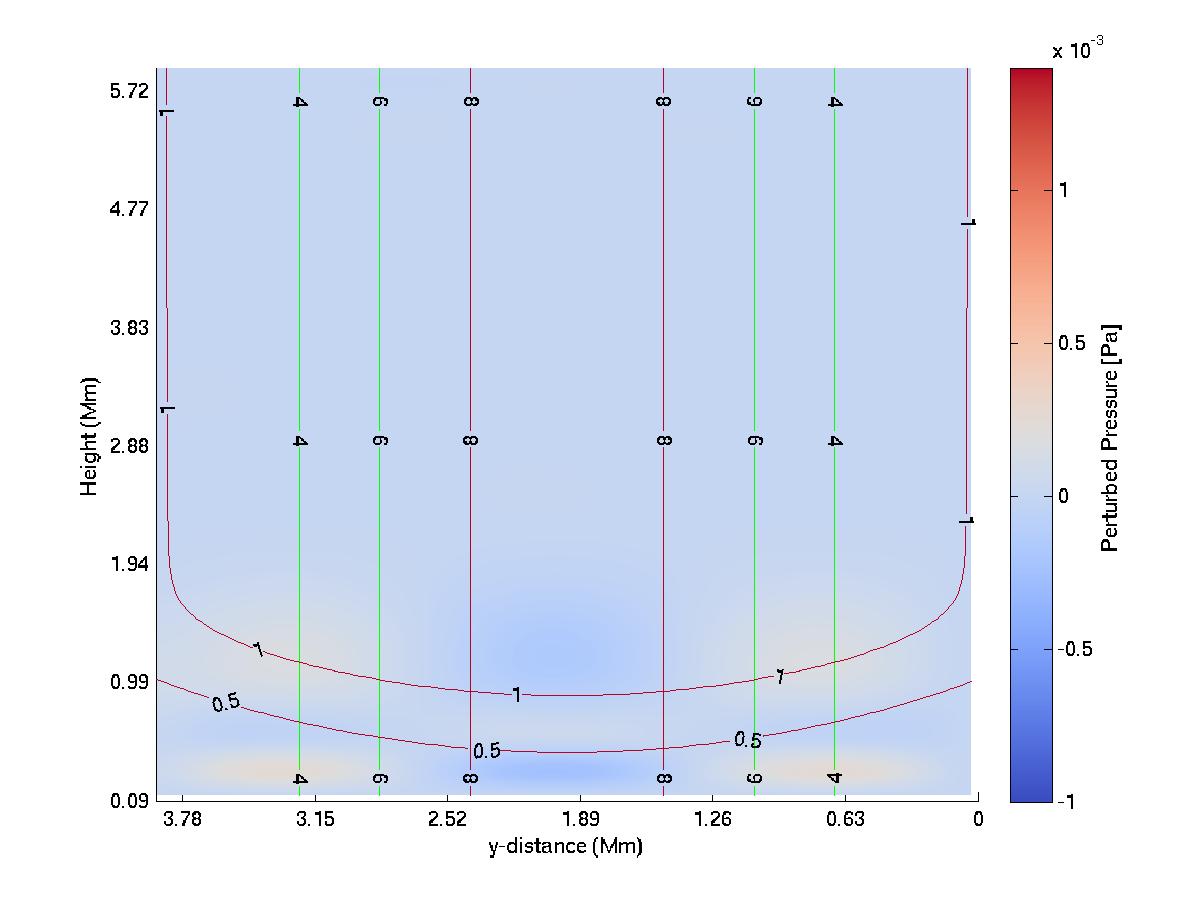 x 10^-3
5.72
4.77
3.83
2.88
1.94
0.99
0.09
Height (Mm)
3.78 3.15 2.52 1.89 1.26 0.63 0
y-distance (Mm)
1
0.5
0
-0.5
-1
Perturbed Pressure [Pa]
4 6 8 8 6 4
1
1
4 6 8 8 6 4
1
1
1 1 1
0.5 0.5 0.5
4 6 8 8 6 4